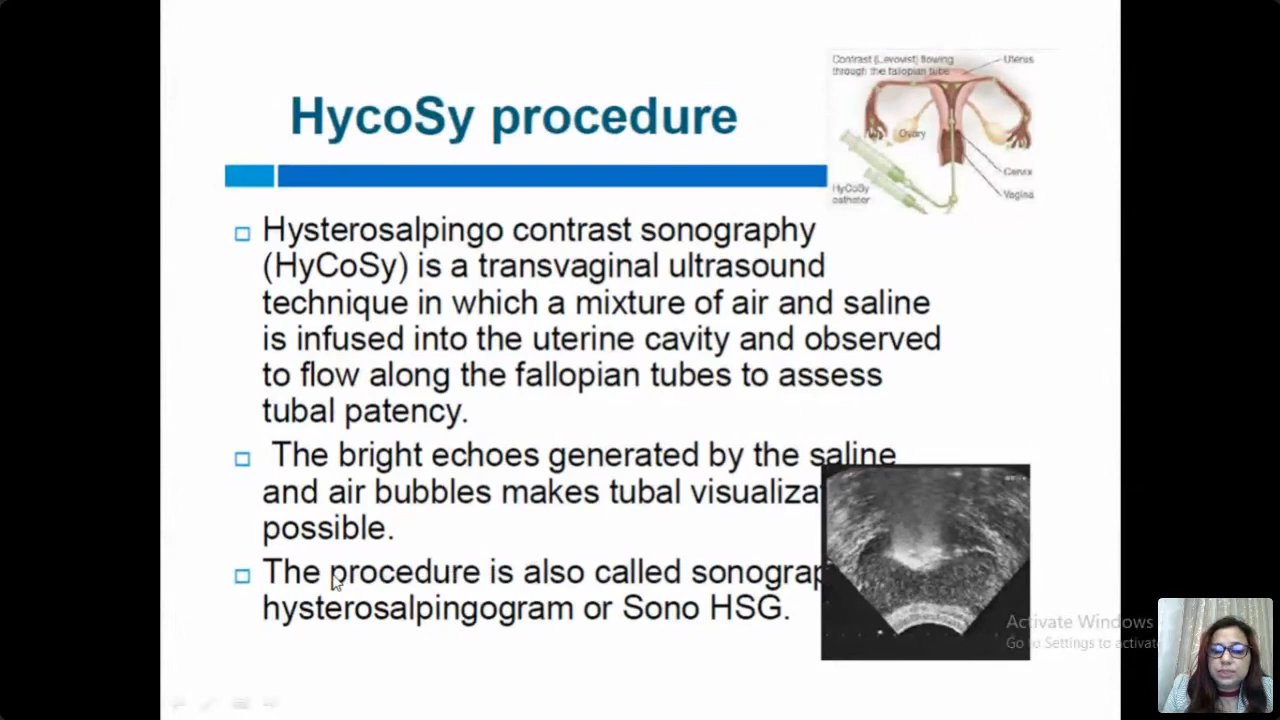 HycoSy procedure
Contrast (Levovist) flowing
through the fallopian tube
Uterus
Ovary
Cervix
HyCoSy
catheter
Vagina
Hysterosalpingo contrast sonography
(HyCoSy) is a transvaginal ultrasound
technique in which a mixture of air and saline
is infused into the uterine cavity and observed
to flow along the fallopian tubes to assess
tubal patency.
The bright echoes generated by the saline
and air bubbles makes tubal visualiza
possible.
The procedure is also called sonograp
hysterosalpingogram or Sono HSG.
Activate Windows
Go to Settings to activat